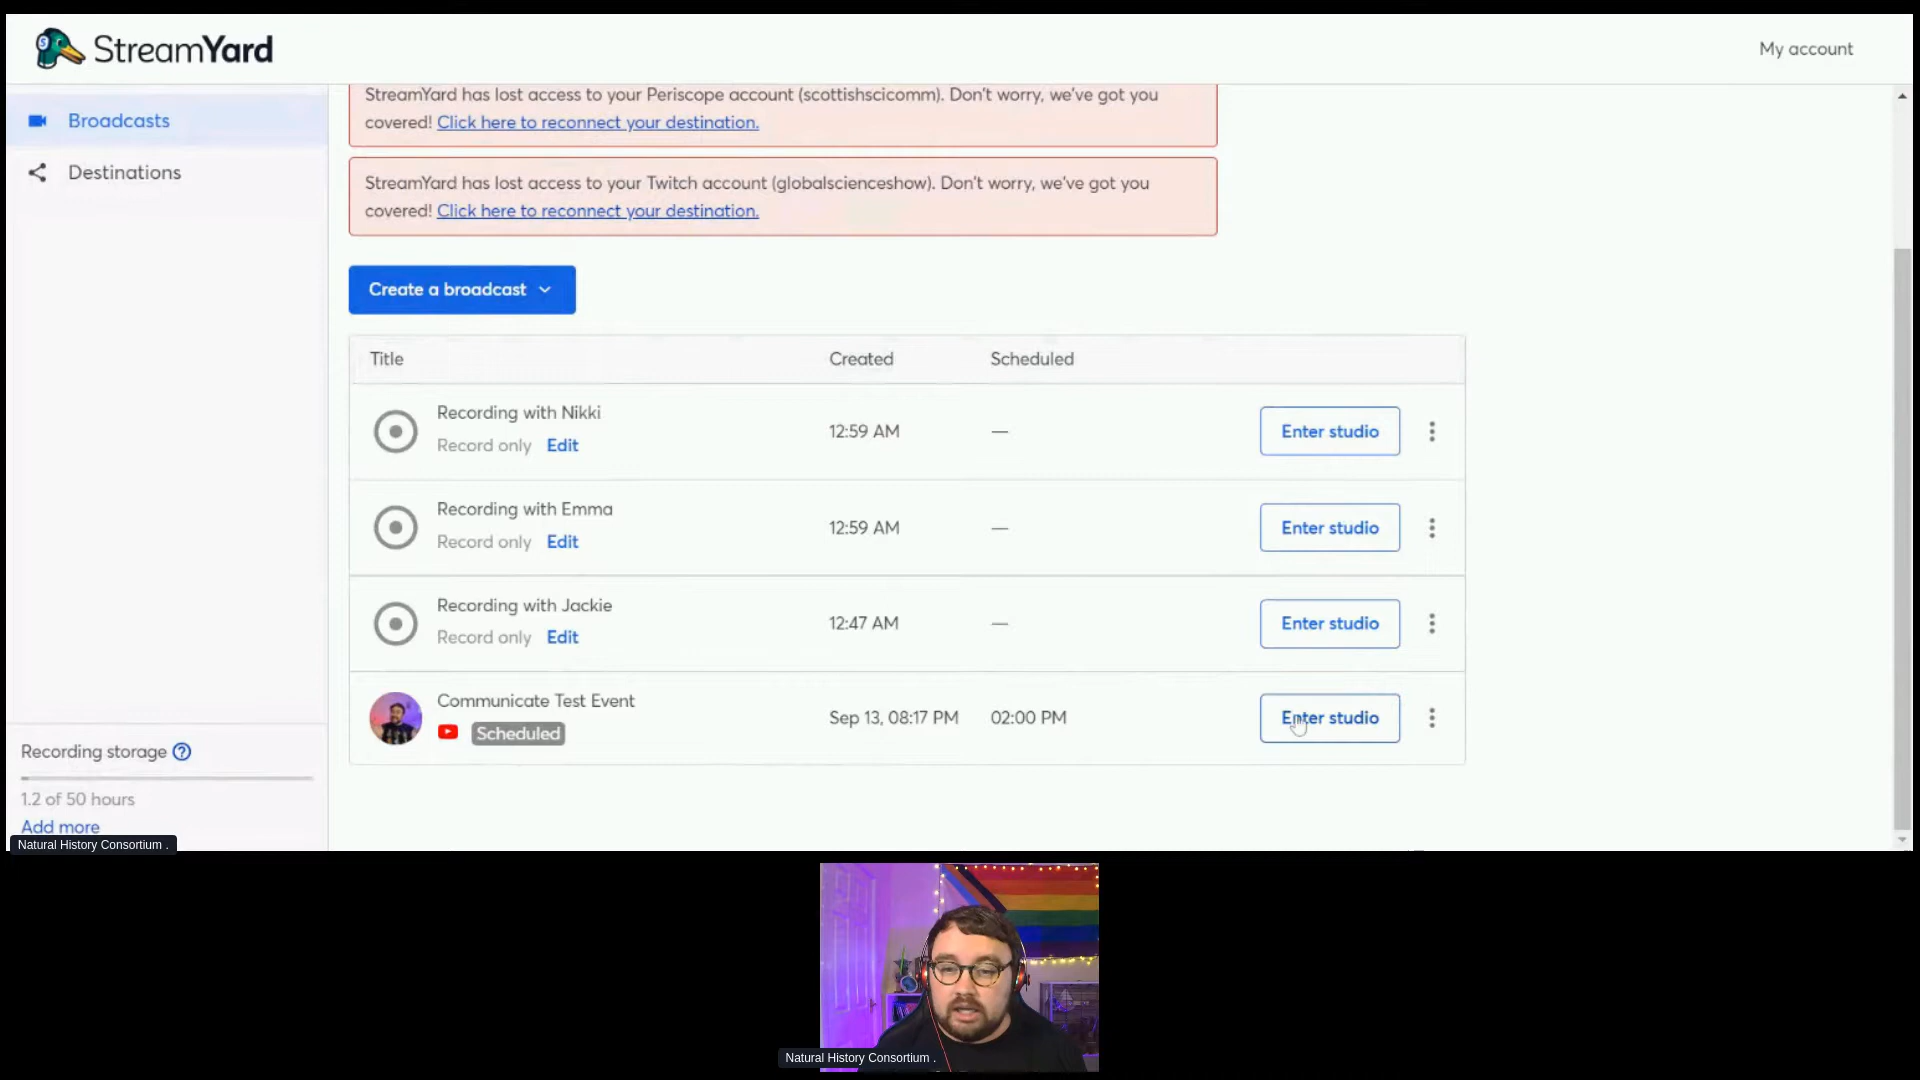 StreamYard
My account
Broadcasts
Destinations
StreamYard has lost access to your Periscope account (scottishscicomm). Don't worry, we've got you
covered! Click here to reconnect your destination.
StreamYard has lost access to your Twitch account (globalscienceshow). Don't worry, we've got you
covered! Click here to reconnect your destination.
Create a broadcast
Title Created Scheduled
Recording with Nikki
Record only Edit
12:59 AM — Enter studio
Recording with Emma
Record only Edit
12:59 AM — Enter studio
Recording with Jackie
Record only Edit
12:47 AM — Enter studio
Communicate Test Event
Scheduled
Sep 13, 08:17 PM 02:00 PM Enter studio
Recording storage ?
1.2 of 50 hours
Add more
Natural History Consortium .
Natural History Consortium .